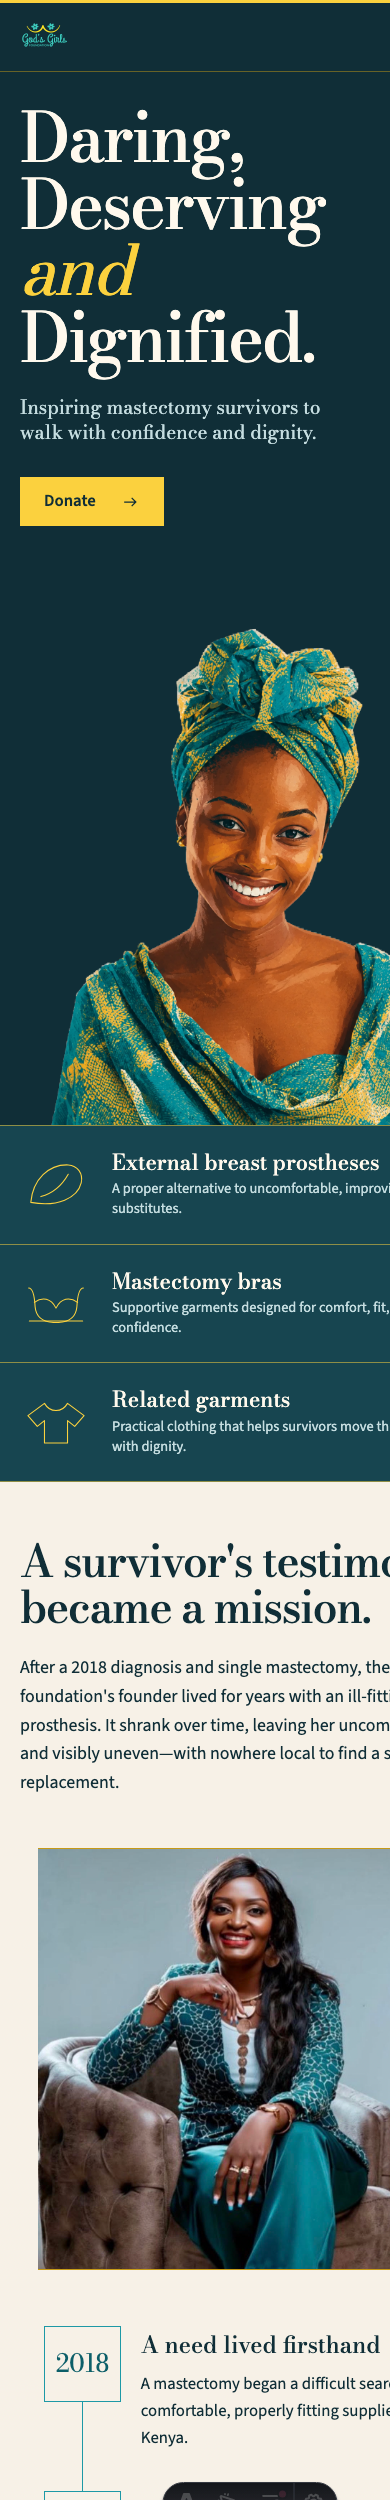 God's Girls
FOUNDATION
Daring,
Deserving
and
Dignified.
Inspiring mastectomy survivors to
walk with confidence and dignity.
Donate →
External breast prostheses
A proper alternative to uncomfortable, improvi
substitutes.
Mastectomy bras
Supportive garments designed for comfort, fit,
confidence.
Related garments
Practical clothing that helps survivors move th
with dignity.
A survivor's testimo
became a mission.
After a 2018 diagnosis and single mastectomy, the
foundation's founder lived for years with an ill-fitti
prosthesis. It shrank over time, leaving her uncom
and visibly uneven—with nowhere local to find a s
replacement.
2018
A need lived firsthand
A mastectomy began a difficult sear
comfortable, properly fitting supplie
Kenya.